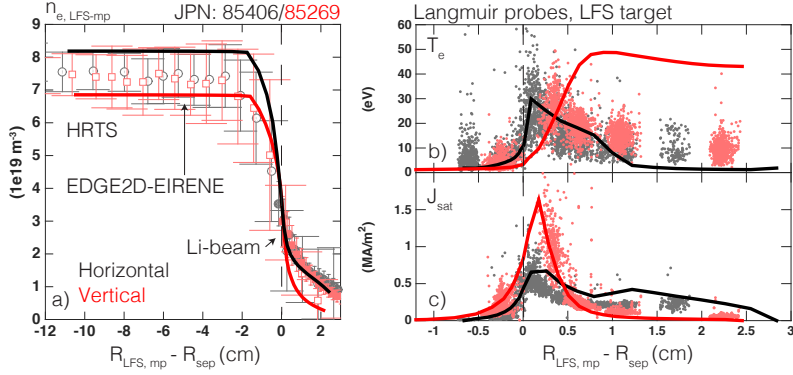 n e, LFS-mp
JPN: 85406/85269
9
8
7
6
5
4
3
2
1
0
(1e19 m-3)
HRTS
EDGE2D-EIRENE
Li-beam
Horizontal
Vertical
a)
-12 -10 -8 -6 -4 -2 0 2
R LFS, mp - R sep (cm)
Langmuir probes, LFS target
T e
60
50
40
30
20
10
0
(eV)
b)
J sat
1.5
1
0.5
0
(MA/m2)
c)
-1 -0.5 0 0.5 1 1.5 2 2.5
R LFS, mp - R sep (cm)